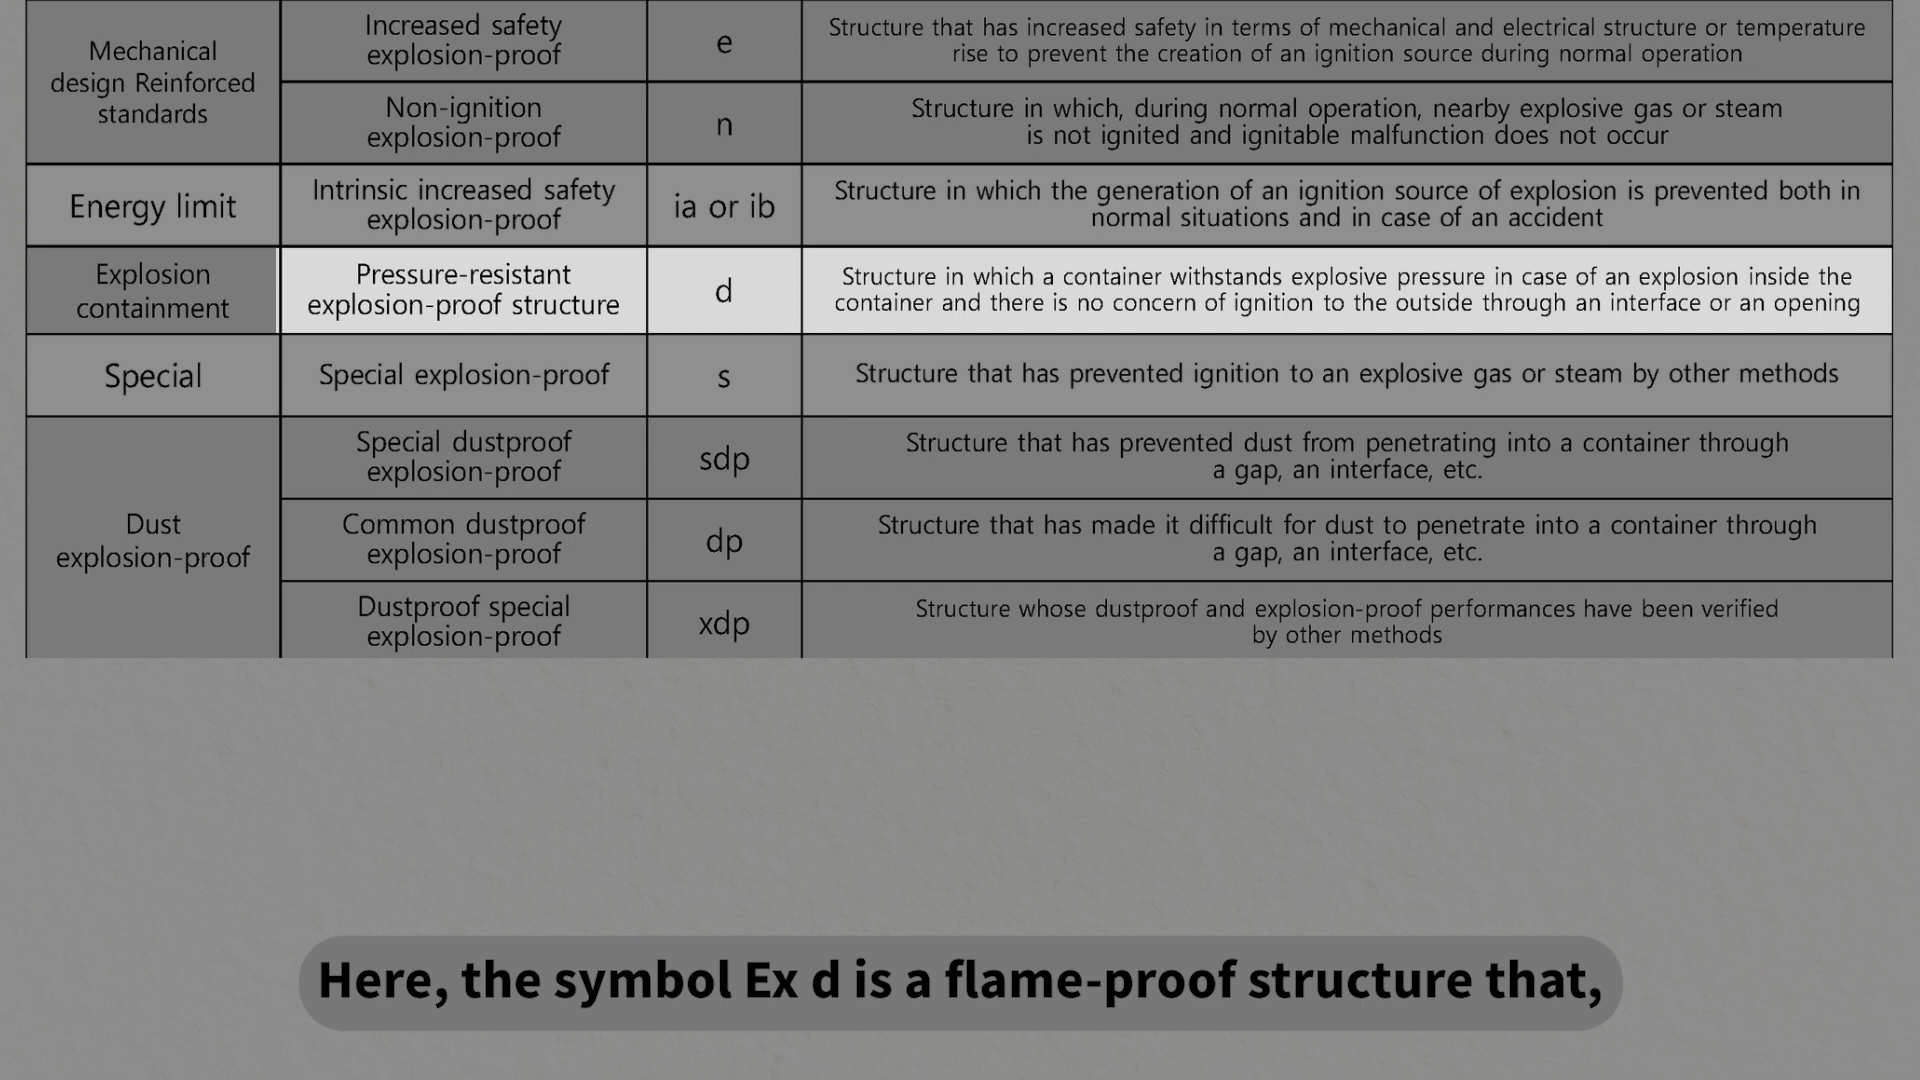 Mechanical
design Reinforced
standards
Increased safety
explosion-proof
e
Structure that has increased safety in terms of mechanical and electrical structure or temperature
rise to prevent the creation of an ignition source during normal operation
Non-ignition
explosion-proof
n
Structure in which, during normal operation, nearby explosive gas or steam
is not ignited and ignitable malfunction does not occur
Energy limit
Intrinsic increased safety
explosion-proof
ia or ib
Structure in which the generation of an ignition source of explosion is prevented both in
normal situations and in case of an accident
Explosion
containment
Pressure-resistant
explosion-proof structure
d
Structure in which a container withstands explosive pressure in case of an explosion inside the
container and there is no concern of ignition to the outside through an interface or an opening
Special
Special explosion-proof
s
Structure that has prevented ignition to an explosive gas or steam by other methods
Dust
explosion-proof
Special dustproof
explosion-proof
sdp
Structure that has prevented dust from penetrating into a container through
a gap, an interface, etc.
Common dustproof
explosion-proof
dp
Structure that has made it difficult for dust to penetrate into a container through
a gap, an interface, etc.
Dustproof special
explosion-proof
xdp
Structure whose dustproof and explosion-proof performances have been verified
by other methods
Here, the symbol Ex d is a flame-proof structure that,